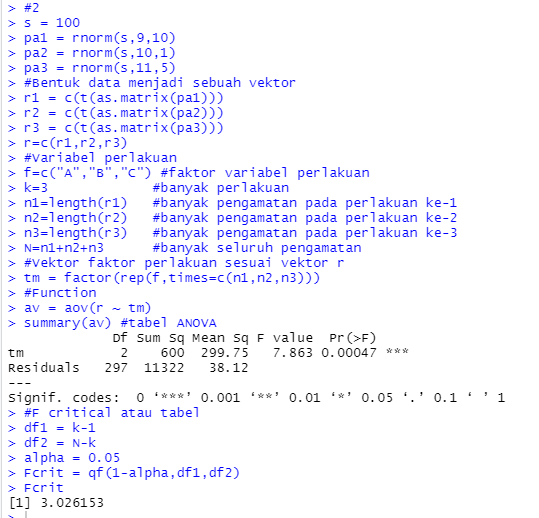 > #2
> s = 100
> pa1 = rnorm(s,9,10)
> pa2 = rnorm(s,10,1)
> pa3 = rnorm(s,11,5)
> #Bentuk data menjadi sebuah vektor
> r1 = c(t(as.matrix(pa1)))
> r2 = c(t(as.matrix(pa2)))
> r3 = c(t(as.matrix(pa3)))
> r=c(r1,r2,r3)
> #Variabel perlakuan
> f=c("A","B","C") #faktor variabel perlakuan
> k=3            #banyak perlakuan
> n1=length(r1)   #banyak pengamatan pada perlakuan ke-1
> n2=length(r2)   #banyak pengamatan pada perlakuan ke-2
> n3=length(r3)   #banyak pengamatan pada perlakuan ke-3
> N=n1+n2+n3      #banyak seluruh pengamatan
> #Vektor faktor perlakuan sesuai vektor r
> tm = factor(rep(f,times=c(n1,n2,n3)))
> #Function
> av = aov(r ~ tm)
> summary(av) #tabel ANOVA
             Df Sum Sq Mean Sq F value  Pr(>F)
tm            2    600  299.75   7.863 0.00047 ***
Residuals   297  11322   38.12
---
Signif. codes:  0 ‘***’ 0.001 ‘**’ 0.01 ‘*’ 0.05 ‘.’ 0.1 ‘ ’ 1
> #F critical atau tabel
> df1 = k-1
> df2 = N-k
> alpha = 0.05
> Fcrit = qf(1-alpha,df1,df2)
> Fcrit
[1] 3.026153
>